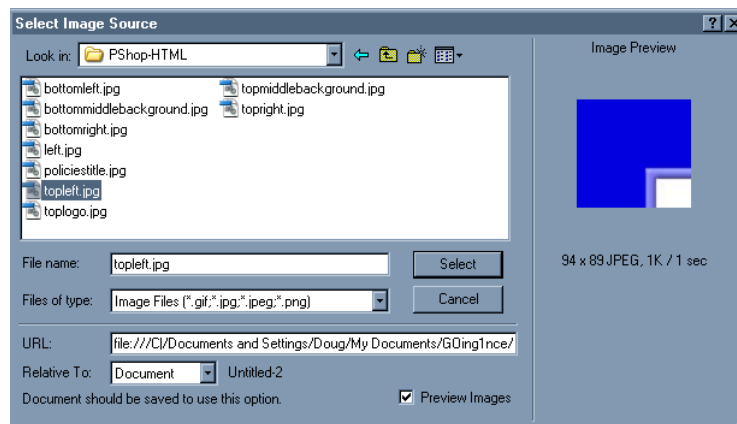 Select Image Source
Look in: PShop-HTML
Image Preview
bottomleft.jpg
bottommiddlebackground.jpg
bottomright.jpg
left.jpg
policiestitle.jpg
topleft.jpg
toplogo.jpg
topmiddlebackground.jpg
topright.jpg
File name: topleft.jpg Select
94 x 89 JPEG, 1K / 1 sec
Files of type: Image Files (*.gif;*.jpg;*.jpeg;*.png) Cancel
URL: file:///C|/Documents and Settings/Doug/My Documents/GOing1nce/
Relative To: Document Untitled-2
Document should be saved to use this option. Preview Images